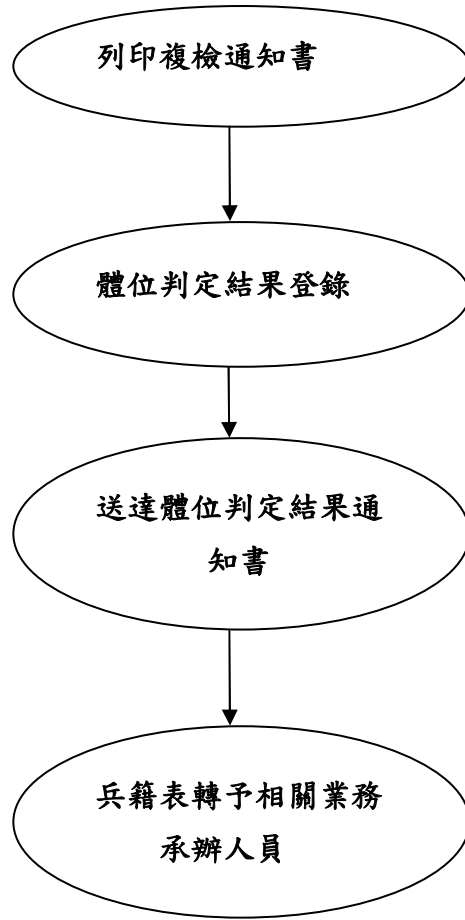 列印複檢通知書
體位判定結果登錄
送達體位判定結果通
知書
兵籍表轉予相關業務
承辦人員